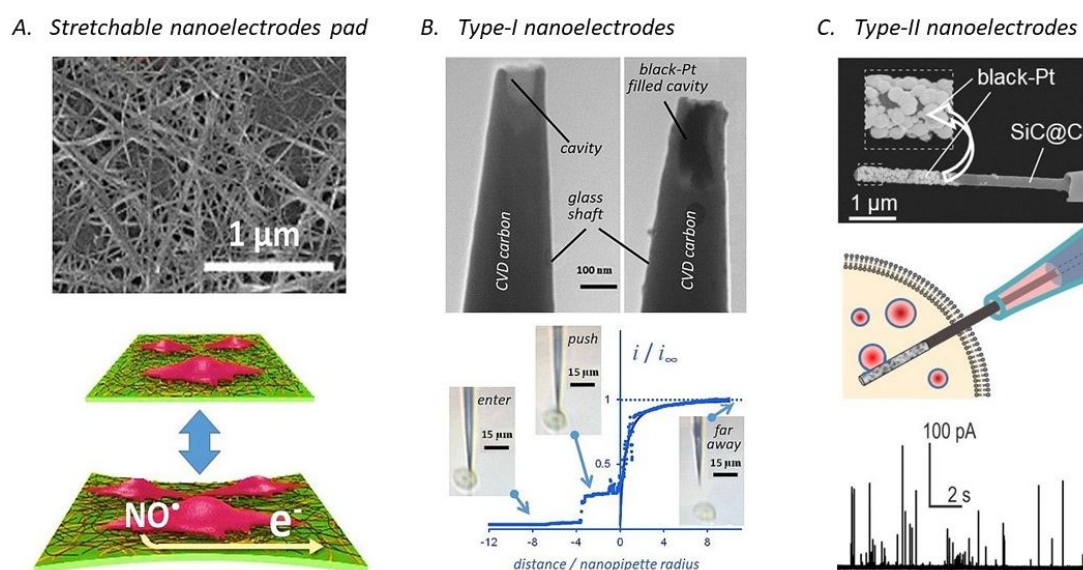 A. Stretchable nanoelectrodes pad
1 μm
NO•
e-
B. Type-I nanoelectrodes
cavity
black-Pt
filled cavity
glass
shaft
CVD carbon
CVD carbon
100 nm
i / i∞
push
15 μm
enter
15 μm
1
far
away
15 μm
0.5
-12
-8
-4
0
4
8
distance / nanopipette radius
C. Type-II nanoelectrodes
black-Pt
SiC@C
1 μm
100 pA
2 s